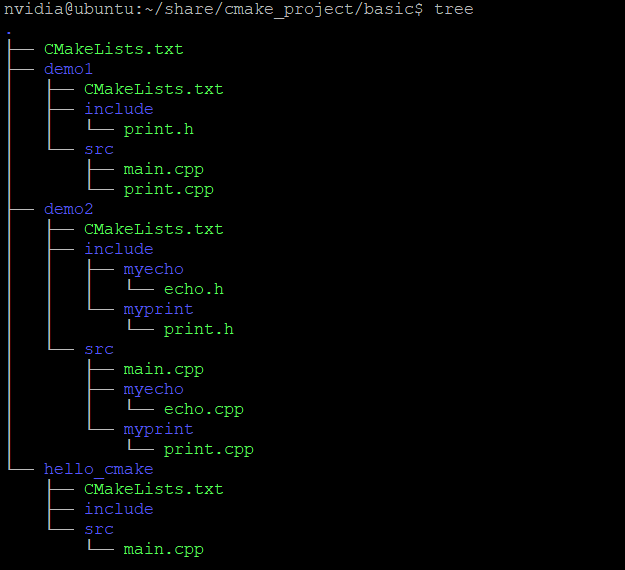 nvidia@ubuntu:~/share/cmake_project/basic$ tree
.
├── CMakeLists.txt
├── demo1
│   ├── CMakeLists.txt
│   ├── include
│   │   └── print.h
│   └── src
│       ├── main.cpp
│       └── print.cpp
├── demo2
│   ├── CMakeLists.txt
│   ├── include
│   │   ├── myecho
│   │   │   └── echo.h
│   │   └── myprint
│   │       └── print.h
│   └── src
│       ├── main.cpp
│       ├── myecho
│       │   └── echo.cpp
│       └── myprint
│           └── print.cpp
└── hello_cmake
    ├── CMakeLists.txt
    ├── include
    └── src
        └── main.cpp